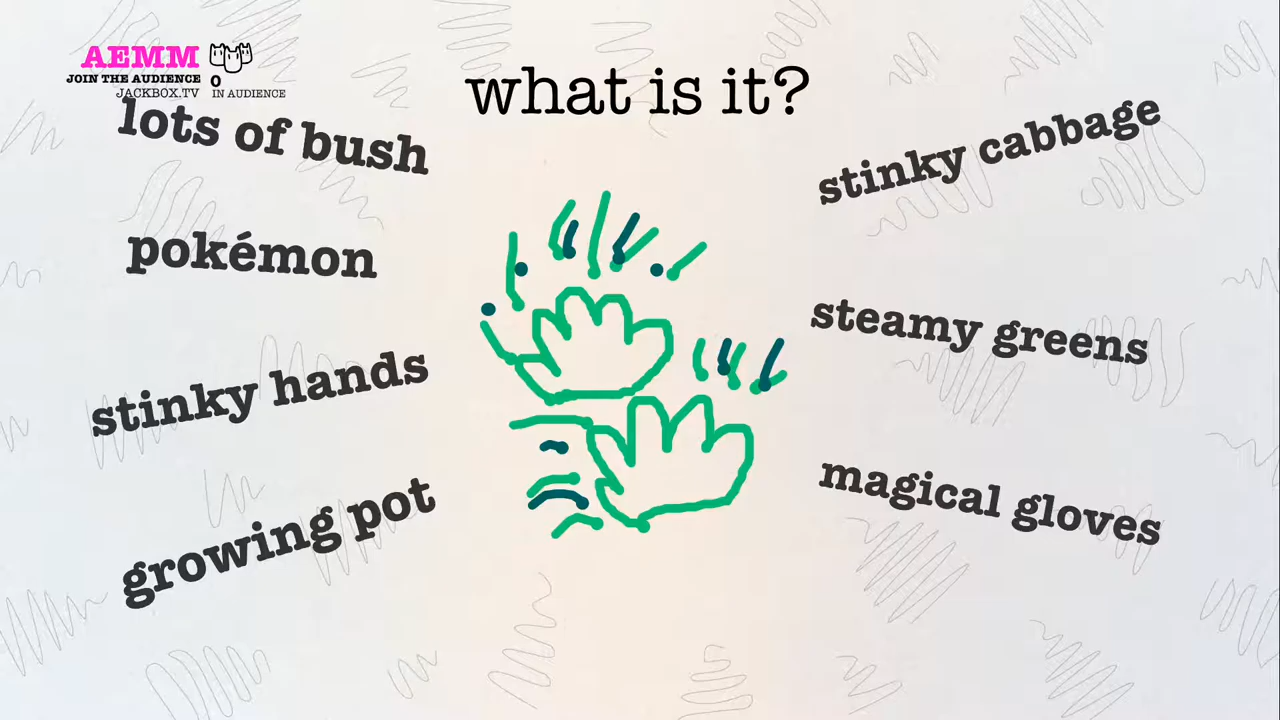 AEMM
JOIN THE AUDIENCE
JACKBOX.TV
0
IN AUDIENCE
what is it?
lots of bush
pokémon
stinky hands
growing pot
stinky cabbage
steamy greens
magical gloves